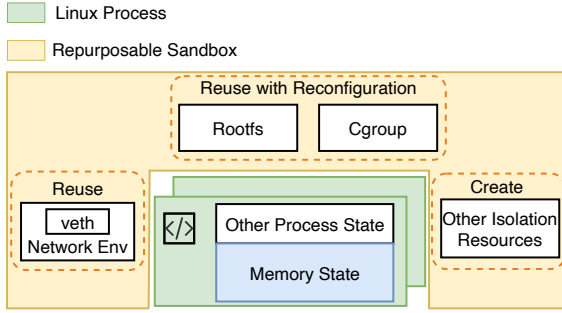 Linux Process
Repurposable Sandbox
Reuse with Reconfiguration
Rootfs
Cgroup
Reuse
veth
Network Env
</>
Other Process State
Memory State
Create
Other Isolation
Resources